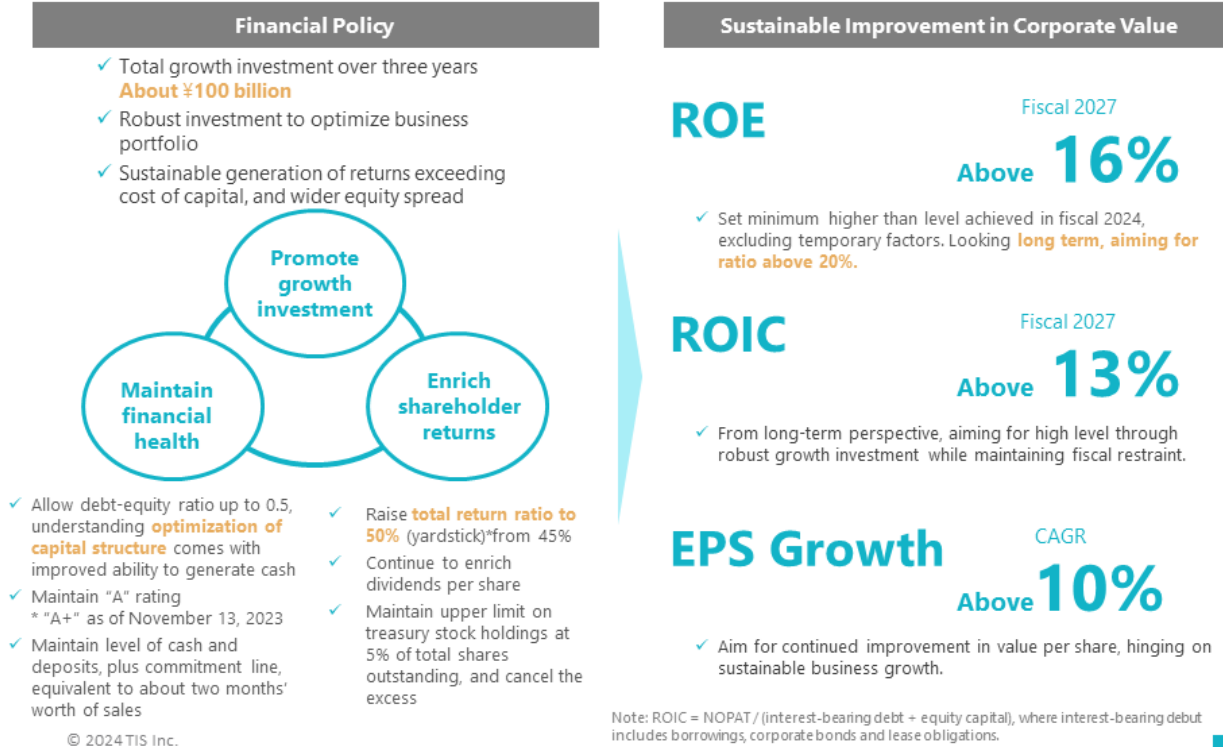 Financial Policy
✓ Total growth investment over three years
About ¥100 billion
✓ Robust investment to optimize business
portfolio
✓ Sustainable generation of returns exceeding
cost of capital, and wider equity spread
Promote
growth
investment
Maintain
financial
health
Enrich
shareholder
returns
✓ Allow debt-equity ratio up to 0.5,
understanding optimization of
capital structure comes with
improved ability to generate cash
✓ Maintain “A” rating
* “A+” as of November 13, 2023
✓ Maintain level of cash and
deposits, plus commitment line,
equivalent to about two months’
worth of sales
✓ Raise total return ratio to
50% (yardstick)*from 45%
✓ Continue to enrich
dividends per share
✓ Maintain upper limit on
treasury stock holdings at
5% of total shares
outstanding, and cancel the
excess
© 2024 TIS Inc.
Sustainable Improvement in Corporate Value
ROE
Fiscal 2027
Above 16%
✓ Set minimum higher than level achieved in fiscal 2024,
excluding temporary factors. Looking long term, aiming for
ratio above 20%.
ROIC
Fiscal 2027
Above 13%
✓ From long-term perspective, aiming for high level through
robust growth investment while maintaining fiscal restraint.
EPS Growth
CAGR
Above 10%
✓ Aim for continued improvement in value per share, hinging on
sustainable business growth.
Note: ROIC = NOPAT / (interest-bearing debt + equity capital), where interest-bearing debut
includes borrowings, corporate bonds and lease obligations.